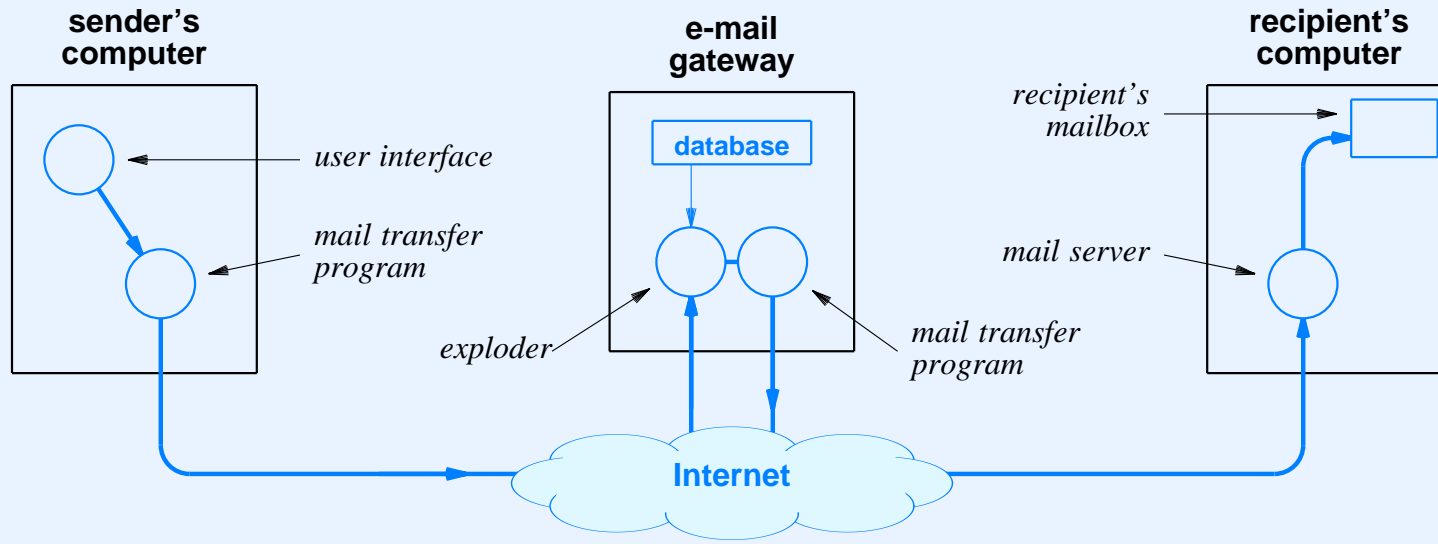 sender's
computer
e-mail
gateway
recipient's
computer
user interface
mail transfer
program
database
exploder
mail transfer
program
recipient's
mailbox
mail server
Internet